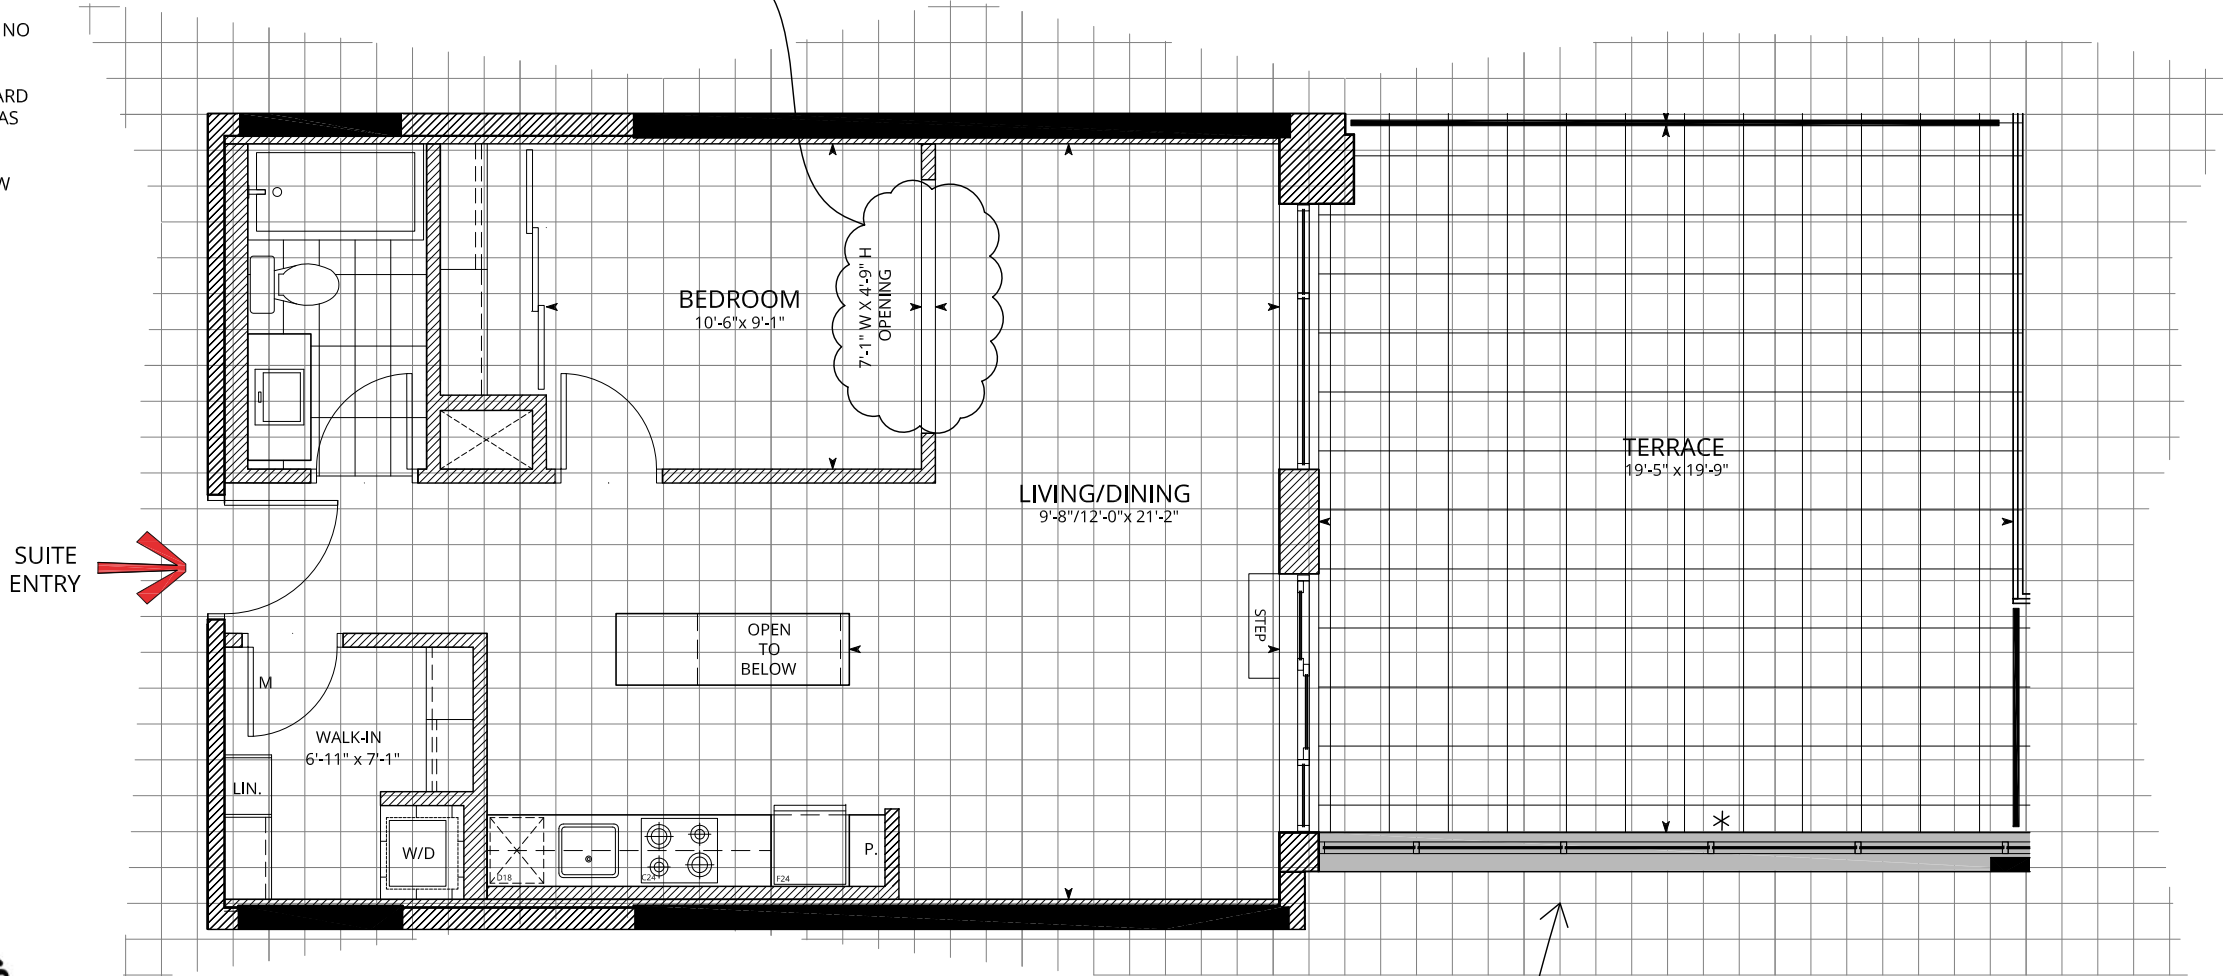 NO
ARD
AS
W
BEDROOM
10'-6"x 9'-1"
7'-1" W X 4'-9" H
OPENING
TERRACE
19'-5" x 19'-9"
LIVING/DINING
9'-8"/12'-0"x 21'-2"
SUITE
ENTRY
STEP
OPEN
TO
BELOW
M
WALK-IN
6'-11" x 7'-1"
LIN.
W/D
P.
D18
C24
F24